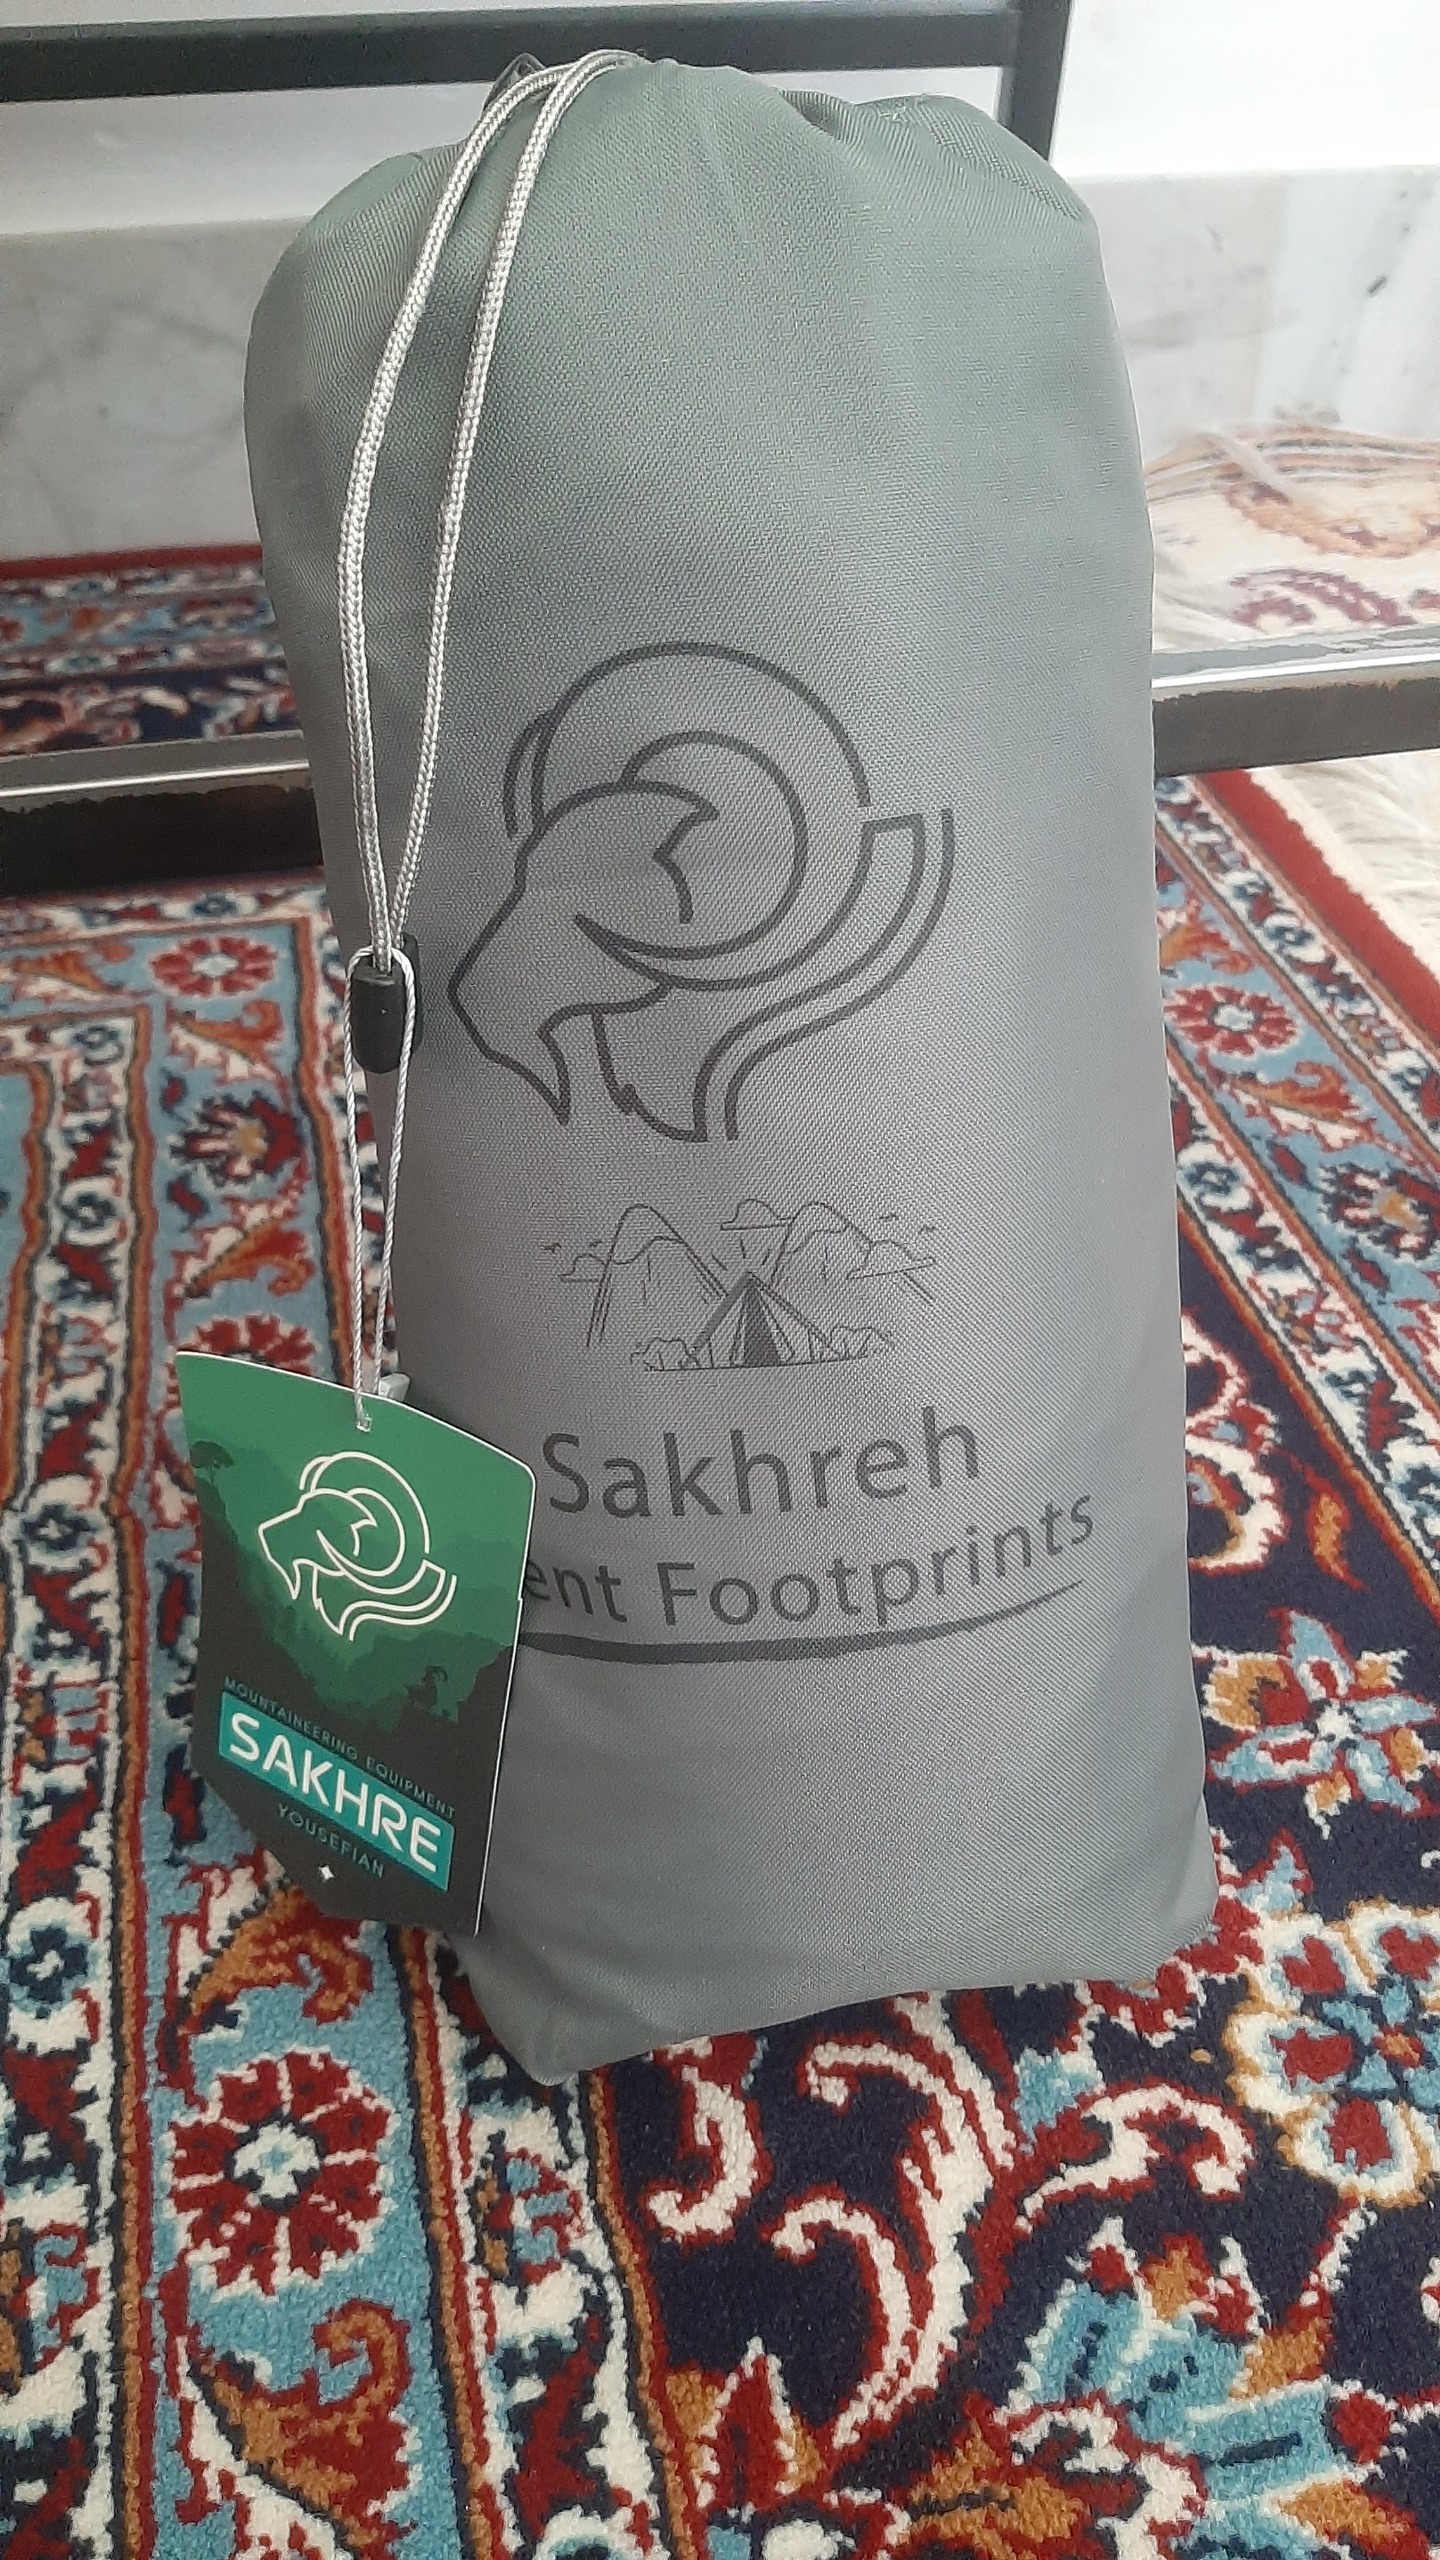 Sakhreh
ent Footprints
MOUNTAINEERING EQUIPMENT
SAKHRE
YOUSEFIAN